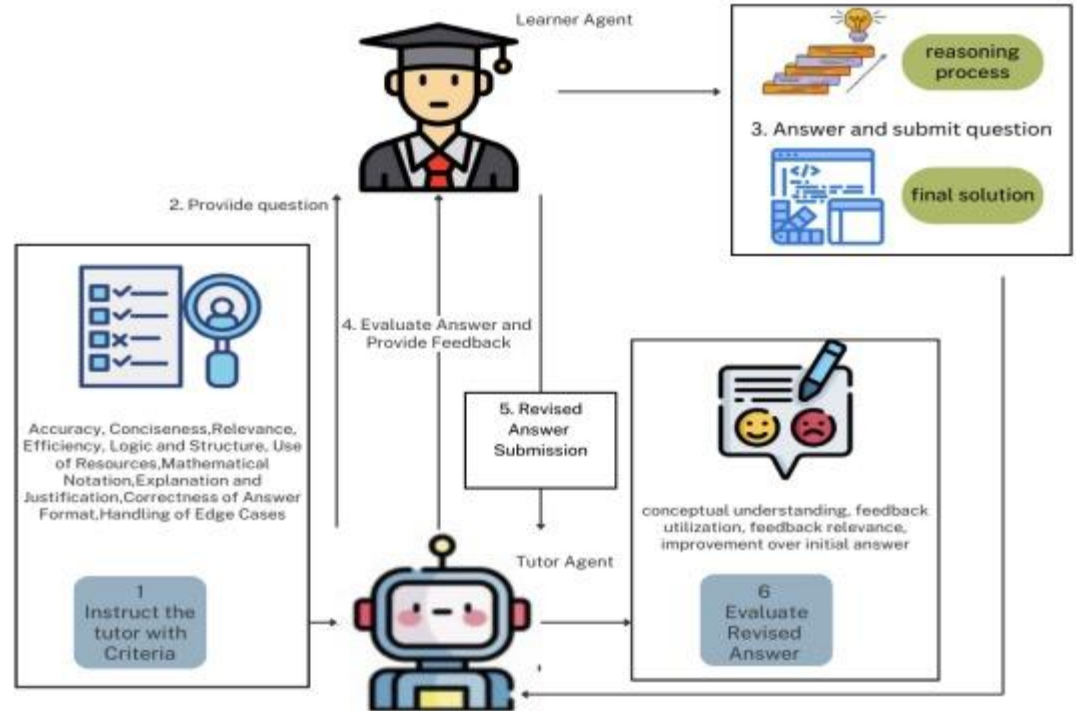 Learner Agent
reasoning
process
3. Answer and submit question
</>
final solution
2. Proviide question
4. Evaluate Answer and
Provide Feedback
5. Revised
Answer
Submission
Accuracy, Conciseness,Relevance,
Efficiency, Logic and Structure, Use
of Resources,Mathematical
Notation,Explanation and
Justification,Correctness of Answer
Format,Handling of Edge Cases
1
Instruct the
tutor with
Criteria
Tutor Agent
conceptual understanding, feedback
utilization, feedback relevance,
improvement over initial answer
6
Evaluate
Revised
Answer